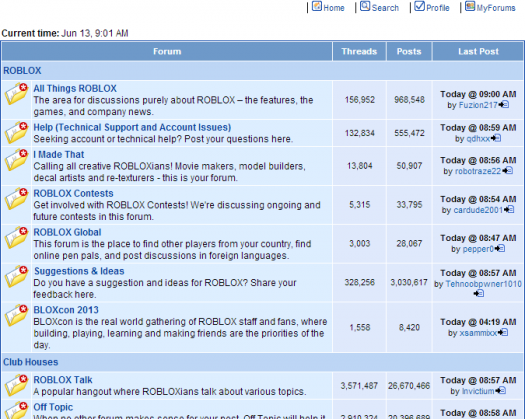 Home Search Profile MyForums
Current time: Jun 13, 9:01 AM
Forum Threads Posts Last Post
ROBLOX
All Things ROBLOX
The area for discussions purely about ROBLOX – the features, the
games, and company news.
156,952 968,548 Today @ 09:00 AM
by Fuzion217
Help (Technical Support and Account Issues)
Seeking account or technical help? Post your questions here.
132,834 555,472 Today @ 08:59 AM
by qdhxx
I Made That
Calling all creative ROBLOXians! Movie makers, model builders,
decal artists and re-texturers - this is your forum.
13,804 50,907 Today @ 08:56 AM
by robotraze22
ROBLOX Contests
Get involved with ROBLOX Contests! We're discussing ongoing and
future contests in this forum.
5,315 33,795 Today @ 08:54 AM
by cardude2001
ROBLOX Global
This forum is the place to find other players from your country, find
online pen pals, and post discussions in foreign languages.
3,003 28,067 Today @ 08:47 AM
by pepper0
Suggestions & Ideas
Do you have a suggestion and ideas for ROBLOX? Share your
feedback here.
328,256 3,030,617 Today @ 08:57 AM
by Tehnoobpwner1010
BLOXcon 2013
BLOXcon is the real world gathering of ROBLOX staff and fans, where
building, playing, learning and making friends are the priorities of the
day.
1,558 8,420 Today @ 04:19 AM
by xsammixx
Club Houses
ROBLOX Talk
A popular hangout where ROBLOXians talk about various topics.
3,571,487 26,670,466 Today @ 08:57 AM
by Invictium
Off Topic
When no other forum makes sense for your post, Off Topic will help it
2,910,324 20,396,689 Today @ 08:58 AM